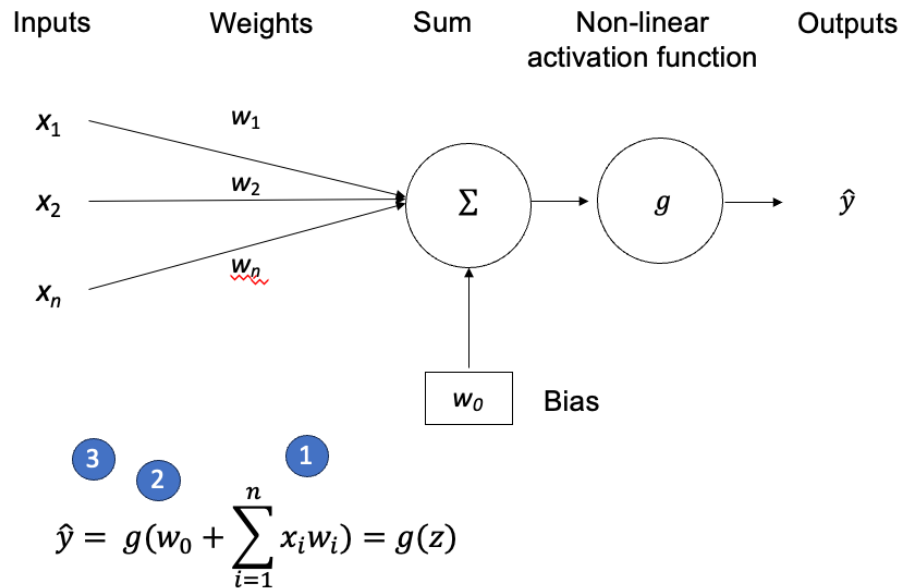 Inputs Weights Sum Non-linear activation function Outputs
x₁ w₁
x₂ w₂ Σ g ŷ
xₙ wₙ
w₀ Bias
3 2 1
ŷ = g(w₀ + ∑ⁿᵢ₌₁ xᵢwᵢ) = g(z)